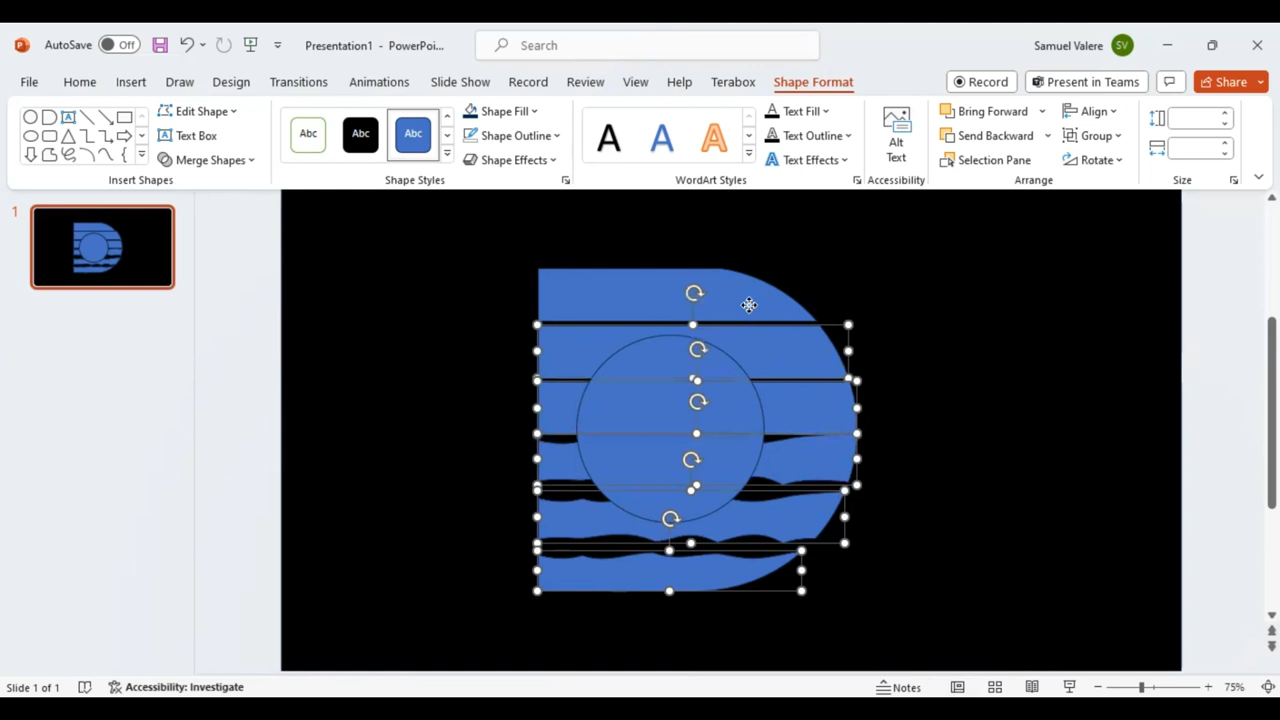 AutoSave Off Presentation1 - PowerPoi... Search Samuel Valere SV
File Home Insert Draw Design Transitions Animations Slide Show Record Review View Help Terabox Shape Format Record Present in Teams Share
Edit Shape Abc Abc Abc Shape Fill A A A Text Fill Bring Forward Align
Text Box Shape Outline Text Outline Alt Text Send Backward Group
Merge Shapes Shape Effects Text Effects Selection Pane Rotate
Insert Shapes Shape Styles WordArt Styles Accessibility Arrange Size
1
Slide 1 of 1 Accessibility: Investigate Notes 75%